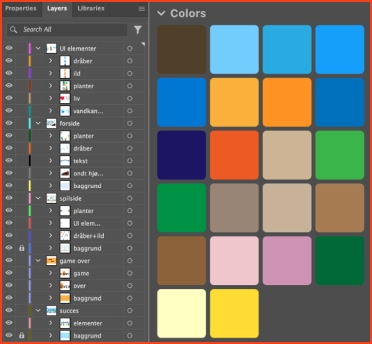 Properties Layers Libraries
Search All
UI elementer
dråber
ild
planter
liv
vandkan...
forside
planter
dråber
tekst
ondt hjø...
baggrund
spilside
planter
UI elem...
dråber+ild
baggrund
game over
game
over
baggrund
succes
elementer
baggrund
Colors